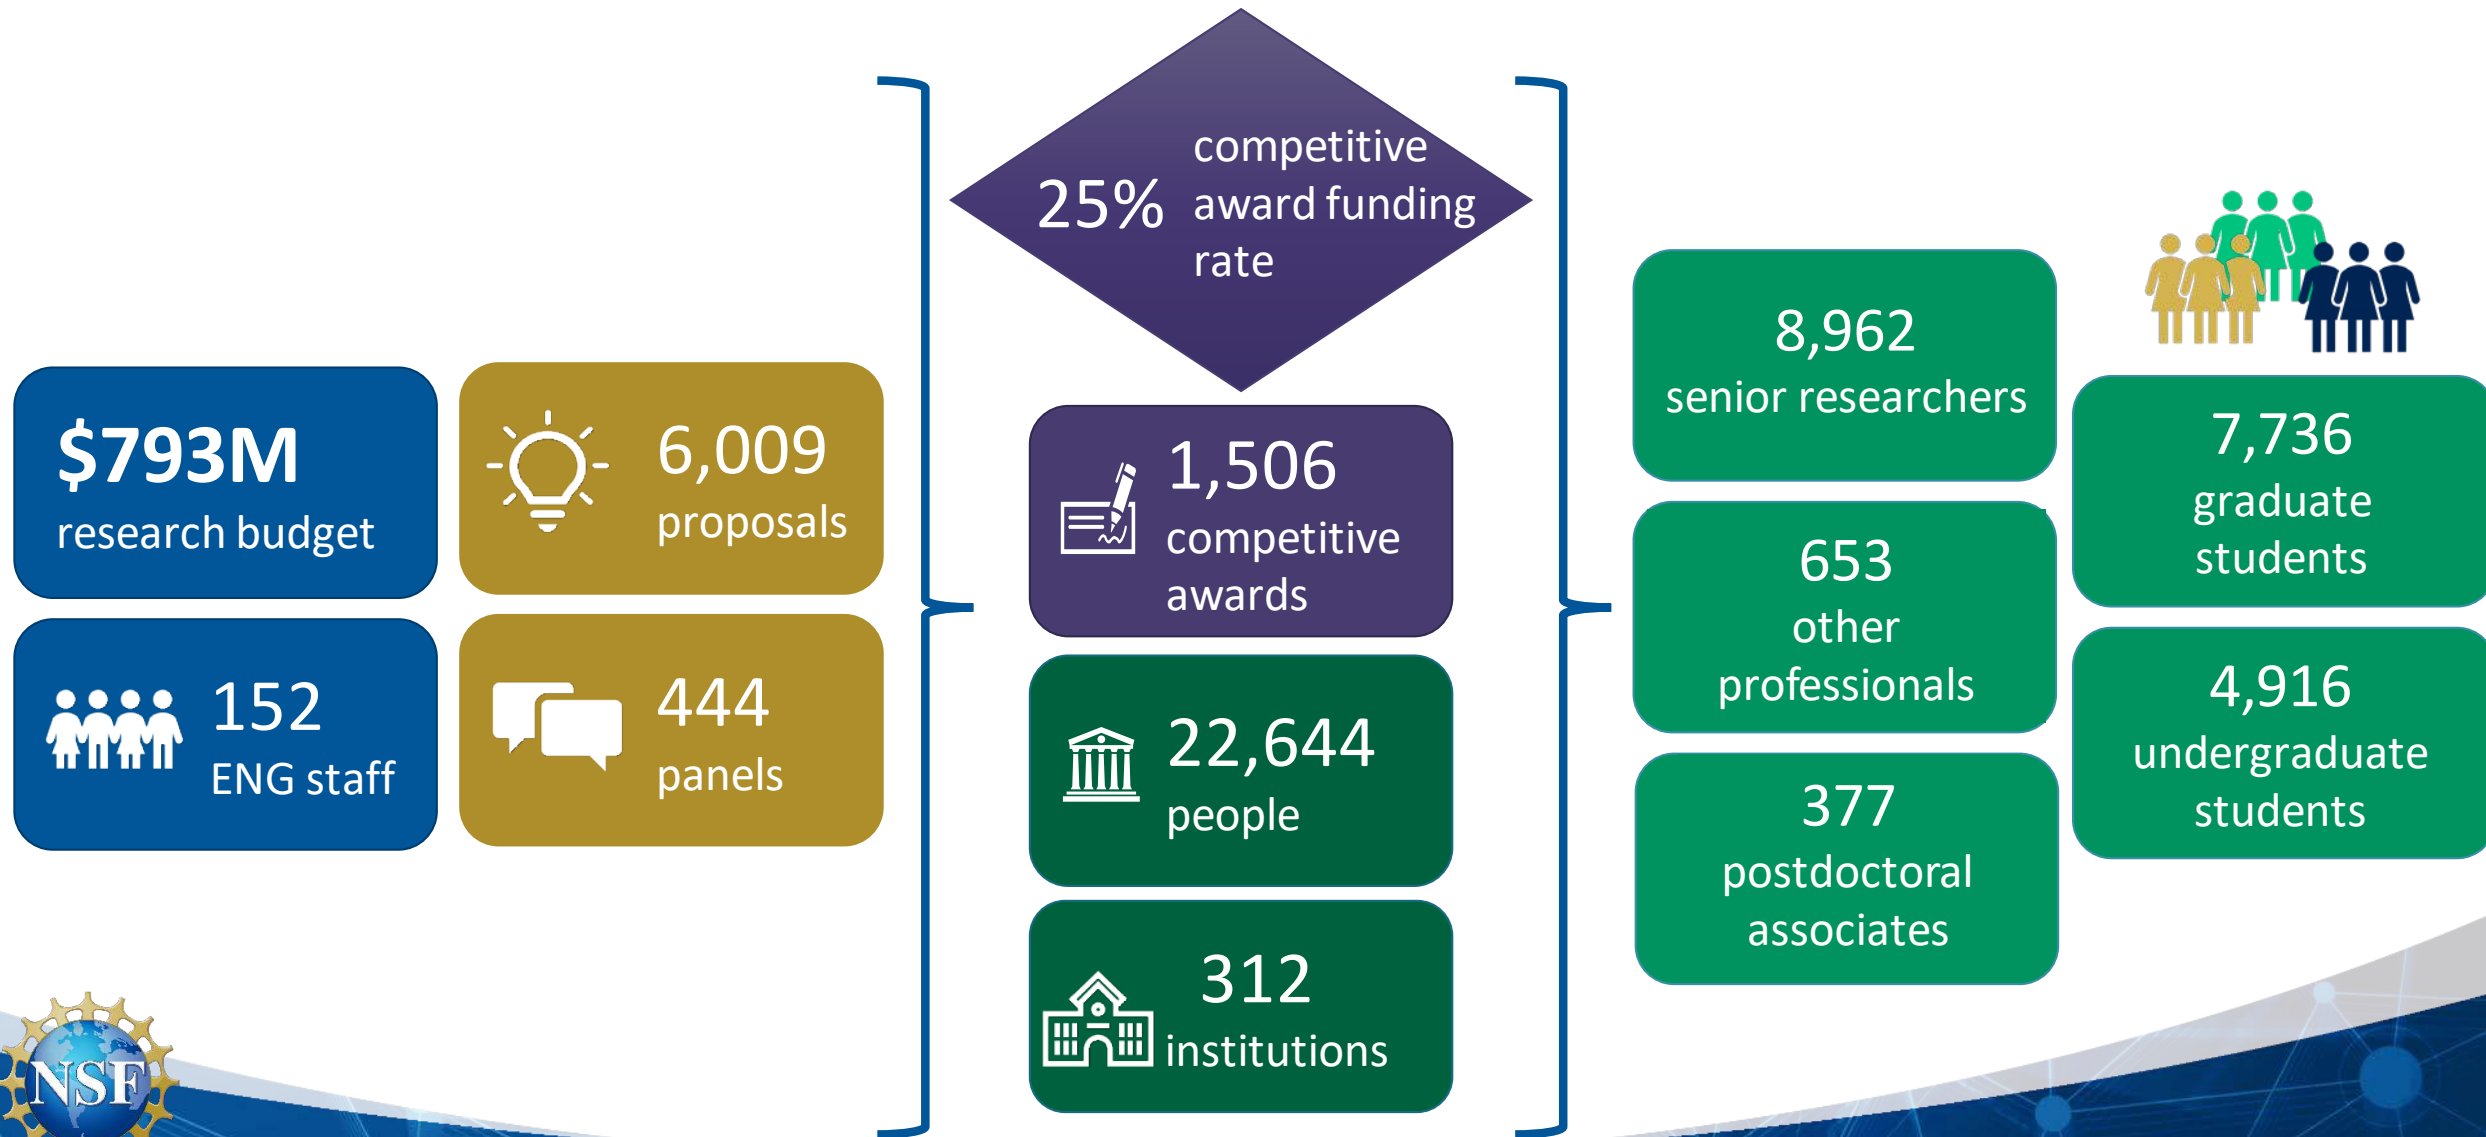 $793M
research budget
152
ENG staff
6,009
proposals
444
panels
25%
competitive
award funding
rate
1,506
competitive
awards
22,644
people
312
institutions
8,962
senior researchers
653
other
professionals
377
postdoctoral
associates
7,736
graduate
students
4,916
undergraduate
students
NSF